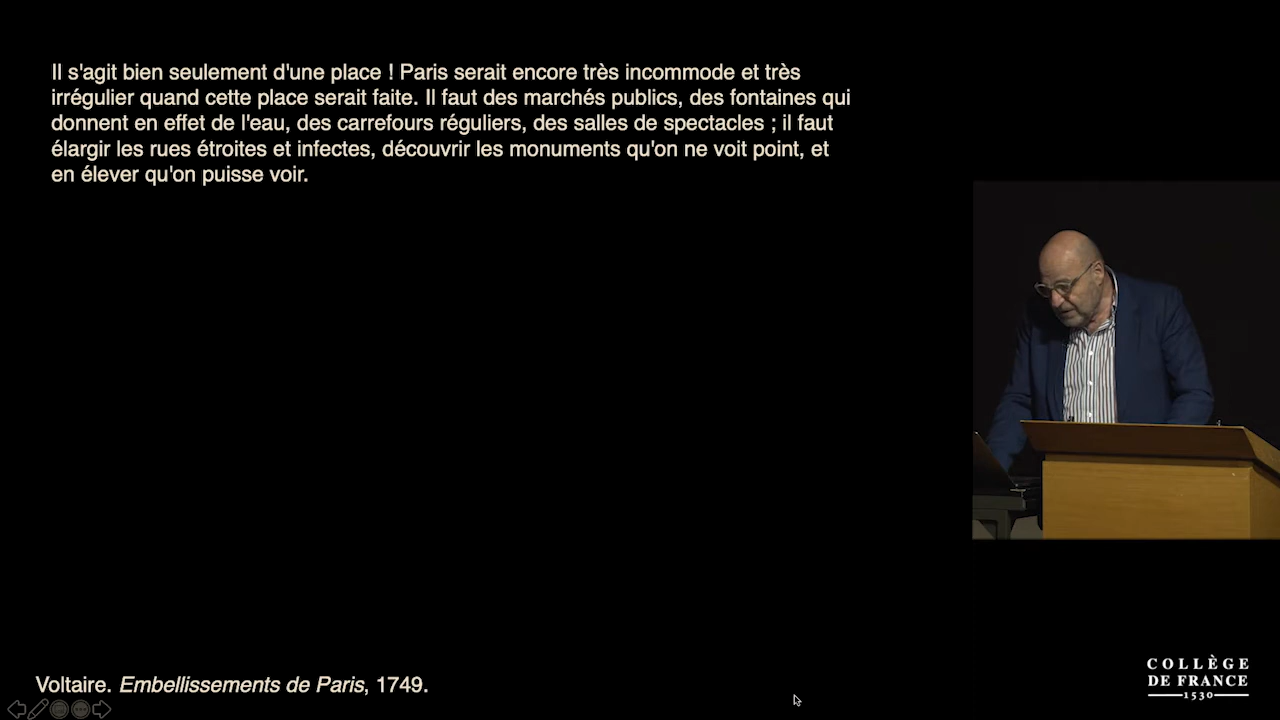 Il s'agit bien seulement d'une place ! Paris serait encore très incommode et très
irrégulier quand cette place serait faite. Il faut des marchés publics, des fontaines qui
donnent en effet de l'eau, des carrefours réguliers, des salles de spectacles ; il faut
élargir les rues étroites et infectes, découvrir les monuments qu'on ne voit point, et
en élever qu'on puisse voir.
Voltaire. Embellissements de Paris, 1749.
COLLÈGE
DE FRANCE
1530